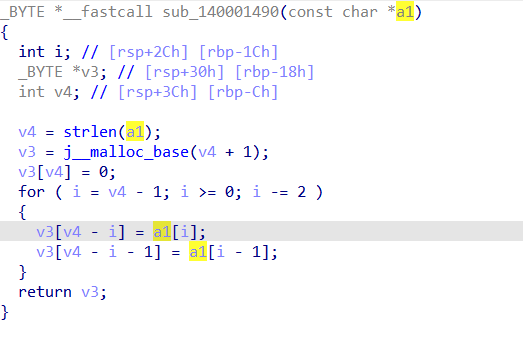 _BYTE *__fastcall sub_140001490(const char *a1)
{
  int i; // [rsp+2Ch] [rbp-1Ch]
  _BYTE *v3; // [rsp+30h] [rbp-18h]
  int v4; // [rsp+3Ch] [rbp-Ch]

  v4 = strlen(a1);
  v3 = j__malloc_base(v4 + 1);
  v3[v4] = 0;
  for ( i = v4 - 1; i >= 0; i -= 2 )
  {
    v3[v4 - i] = a1[i];
    v3[v4 - i - 1] = a1[i - 1];
  }
  return v3;
}